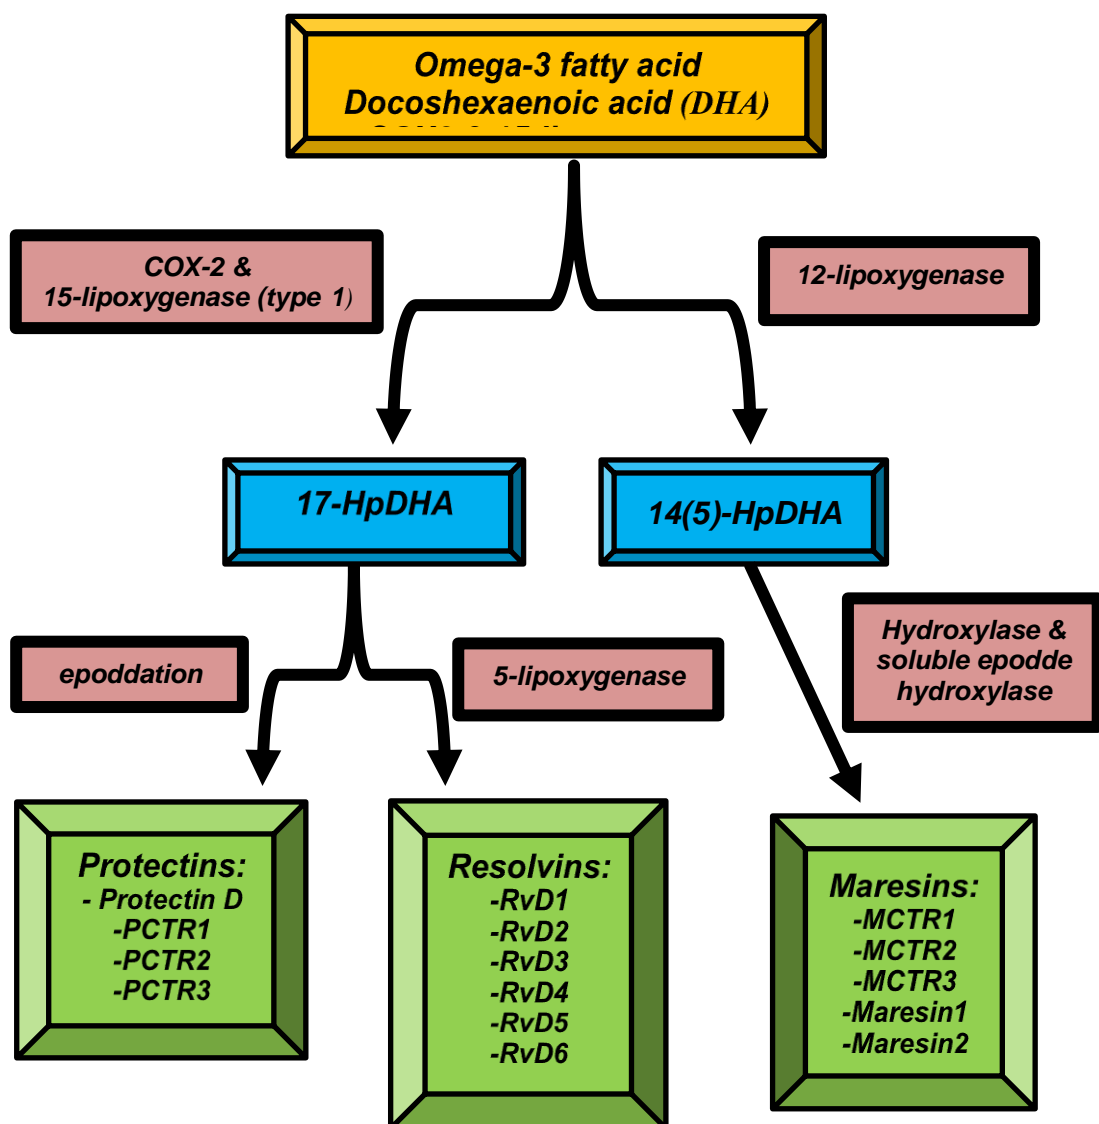 Omega-3 fatty acid
Docoshexaenoic acid (DHA)
COX-2 &
15-lipoxygenase (type 1)
12-lipoxygenase
17-HpDHA
14(5)-HpDHA
epoddation
5-lipoxygenase
Hydroxylase &
soluble epodde
hydroxylase
Protectins:
- Protectin D
-PCTR1
-PCTR2
-PCTR3
Resolvins:
-RvD1
-RvD2
-RvD3
-RvD4
-RvD5
-RvD6
Maresins:
-MCTR1
-MCTR2
-MCTR3
-Maresin1
-Maresin2